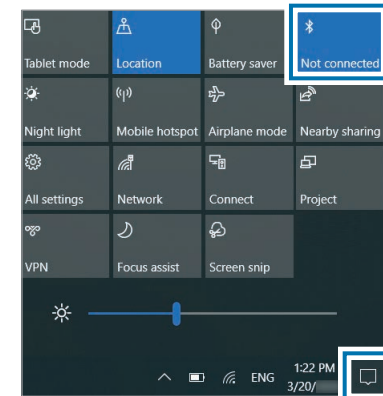 Tablet mode Location Battery saver Not connected
Night light Mobile hotspot Airplane mode Nearby sharing
All settings Network Connect Project
VPN Focus assist Screen snip
ENG 1:22 PM
3/20/